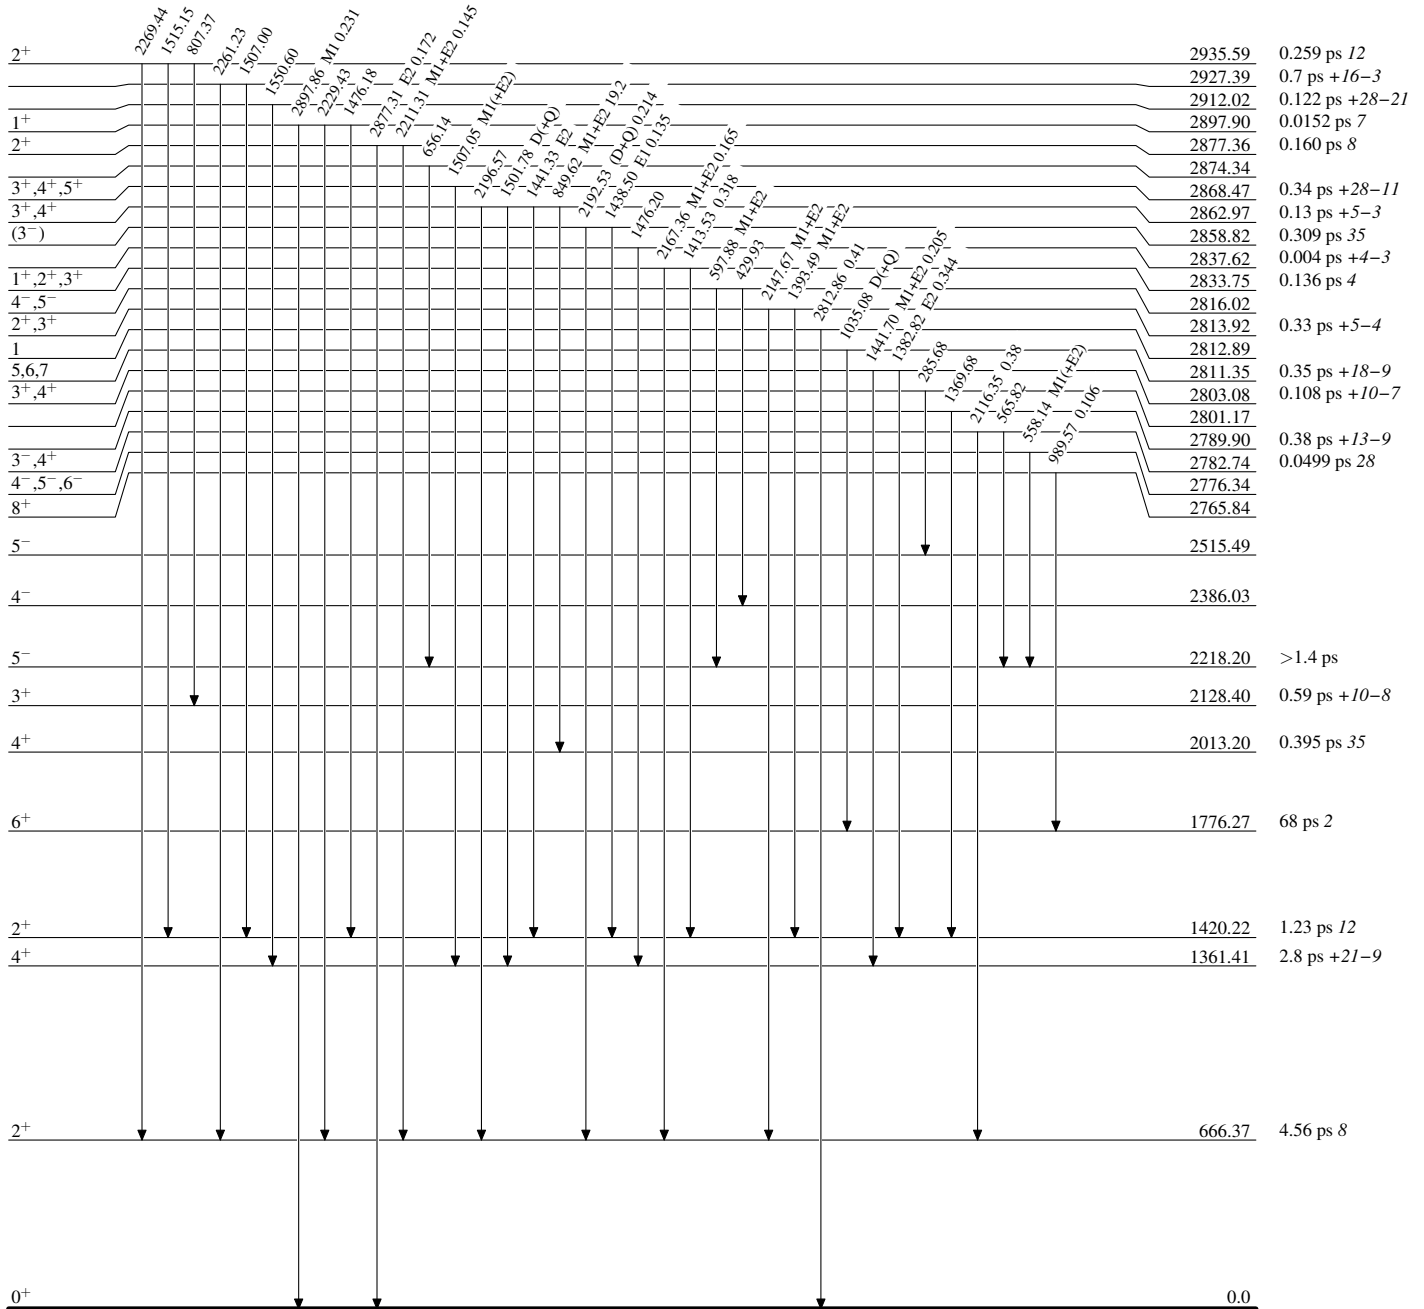 2269.44
1515.15
807.37
2261.23
1507.00
1550.60
2897.86 M1 0.231
2229.43
1476.18
2877.31 E2 0.172
2211.31 M1+E2 0.145
656.14
1507.05 M1(+E2)
2196.57
1501.78 D(+Q)
1441.33 E2
849.62 M1+E2 19.2
2192.53 (D+Q) 0.214
1438.50 E1 0.135
1476.20
2167.36 M1+E2 0.165
1413.53 0.318
597.88 M1+E2
429.93
2147.67 M1+E2
1393.49 M1+E2
2812.86 0.41
1035.08 D(+Q)
1441.70 M1+E2 0.205
1382.82 E2 0.344
285.68
1369.68
2116.35 0.38
565.82
558.14 M1(+E2)
989.57 0.106
2⁺ 2935.59 0.259 ps 12
2927.39 0.7 ps +16−3
2912.02 0.122 ps +28−21
1⁺ 2897.90 0.0152 ps 7
2⁺ 2877.36 0.160 ps 8
2874.34
3⁺,4⁺,5⁺ 2868.47 0.34 ps +28−11
3⁺,4⁺ 2862.97 0.13 ps +5−3
(3⁻) 2858.82 0.309 ps 35
2837.62 0.004 ps +4−3
1⁺,2⁺,3⁺ 2833.75 0.136 ps 4
4⁻,5⁻ 2816.02
2⁺,3⁺ 2813.92 0.33 ps +5−4
1 2812.89
5,6,7 2811.35 0.35 ps +18−9
3⁺,4⁺ 2803.08 0.108 ps +10−7
2801.17
2789.90 0.38 ps +13−9
3⁻,4⁺ 2782.74 0.0499 ps 28
4⁻,5⁻,6⁻ 2776.34
8⁺ 2765.84
5⁻ 2515.49
4⁻ 2386.03
5⁻ 2218.20 >1.4 ps
3⁺ 2128.40 0.59 ps +10−8
4⁺ 2013.20 0.395 ps 35
6⁺ 1776.27 68 ps 2
2⁺ 1420.22 1.23 ps 12
4⁺ 1361.41 2.8 ps +21−9
2⁺ 666.37 4.56 ps 8
0⁺ 0.0